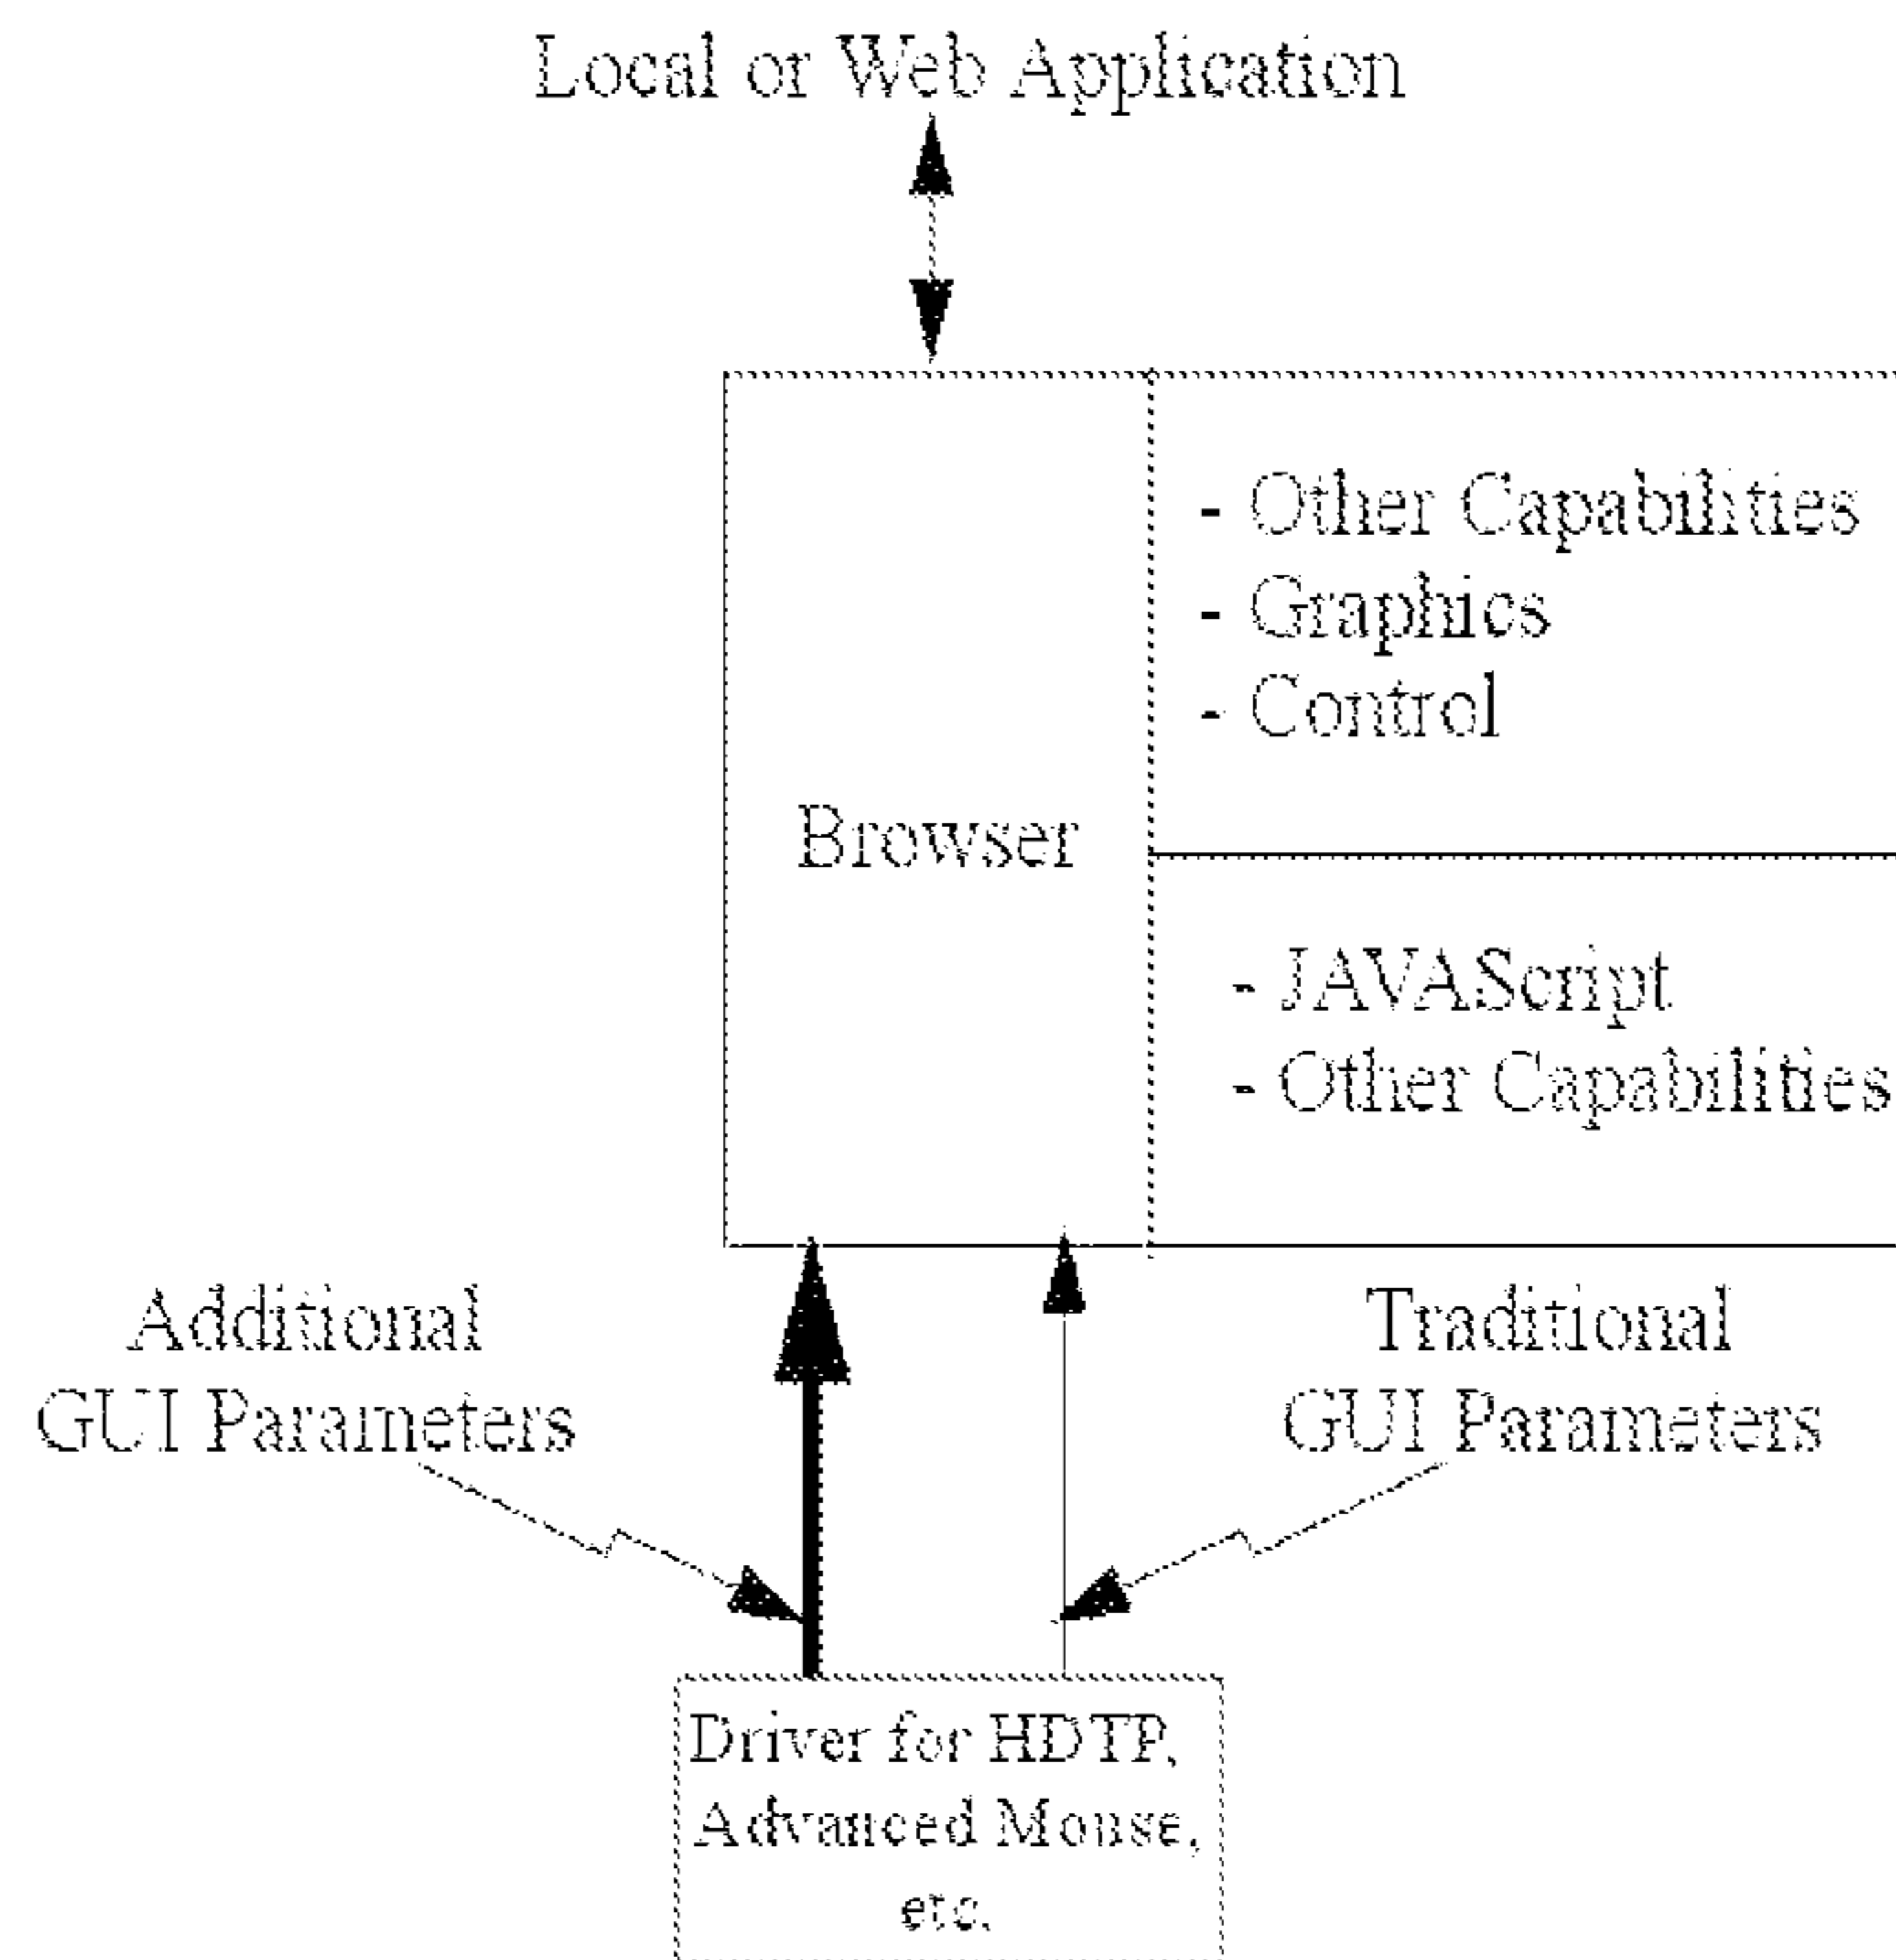 Local or Web Application
- Other Capabilities
- Graphics
- Control
Browser
- JAVAScript
- Other Capabilities
Additional
GUI Parameters
Traditional
GUI Parameters
Driver for HDTP,
Advanced Mouse,
etc.